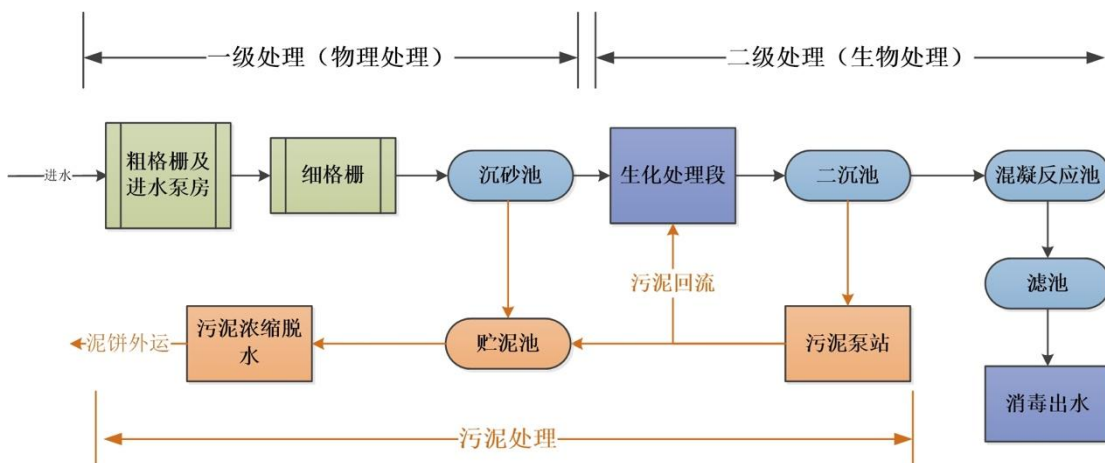 一级处理（物理处理）
二级处理（生物处理）
进水
粗格栅及
进水泵房
细格栅
沉砂池
生化处理段
二沉池
混凝反应池
污泥回流
滤池
泥饼外运
污泥浓缩脱
水
贮泥池
污泥泵站
消毒出水
污泥处理